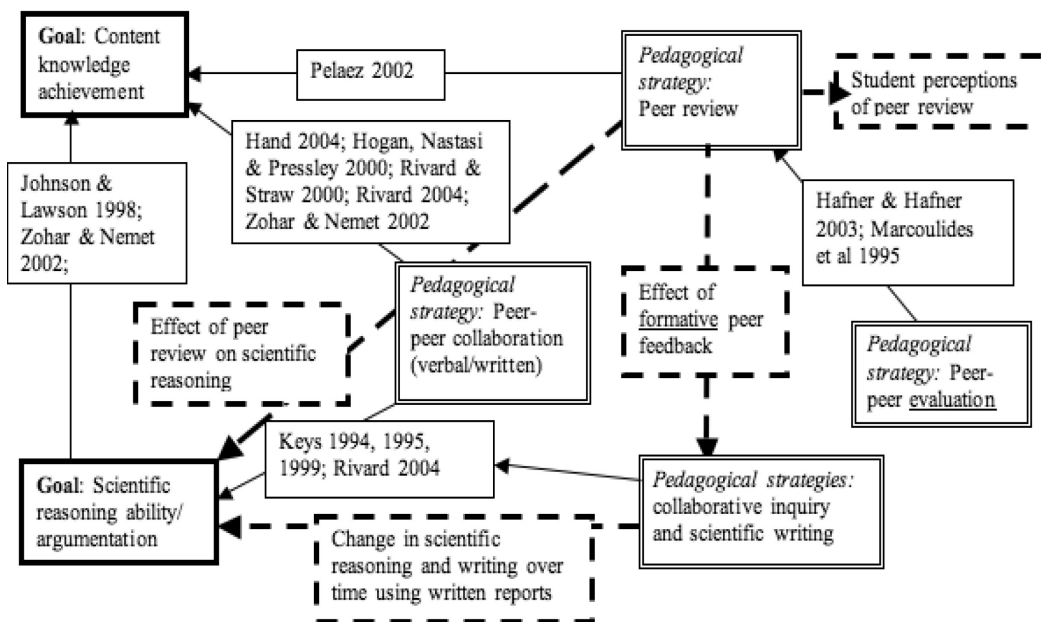 Goal: Content
knowledge
achievement
Pelaez 2002
Pedagogical
strategy:
Peer review
Student perceptions
of peer review
Hand 2004; Hogan, Nastasi
& Pressley 2000; Rivard &
Straw 2000; Rivard 2004;
Zohar & Nemet 2002
Johnson &
Lawson 1998;
Zohar & Nemet
2002;
Hafner & Hafner
2003; Marcoulides
et al 1995
Effect of peer
review on scientific
reasoning
Pedagogical
strategy: Peer-
peer collaboration
(verbal/written)
Effect of
formative peer
feedback
Pedagogical
strategy: Peer-
peer evaluation
Keys 1994, 1995,
1999; Rivard 2004
Goal: Scientific
reasoning ability/
argumentation
Pedagogical strategies:
collaborative inquiry
and scientific writing
Change in scientific
reasoning and writing over
time using written reports